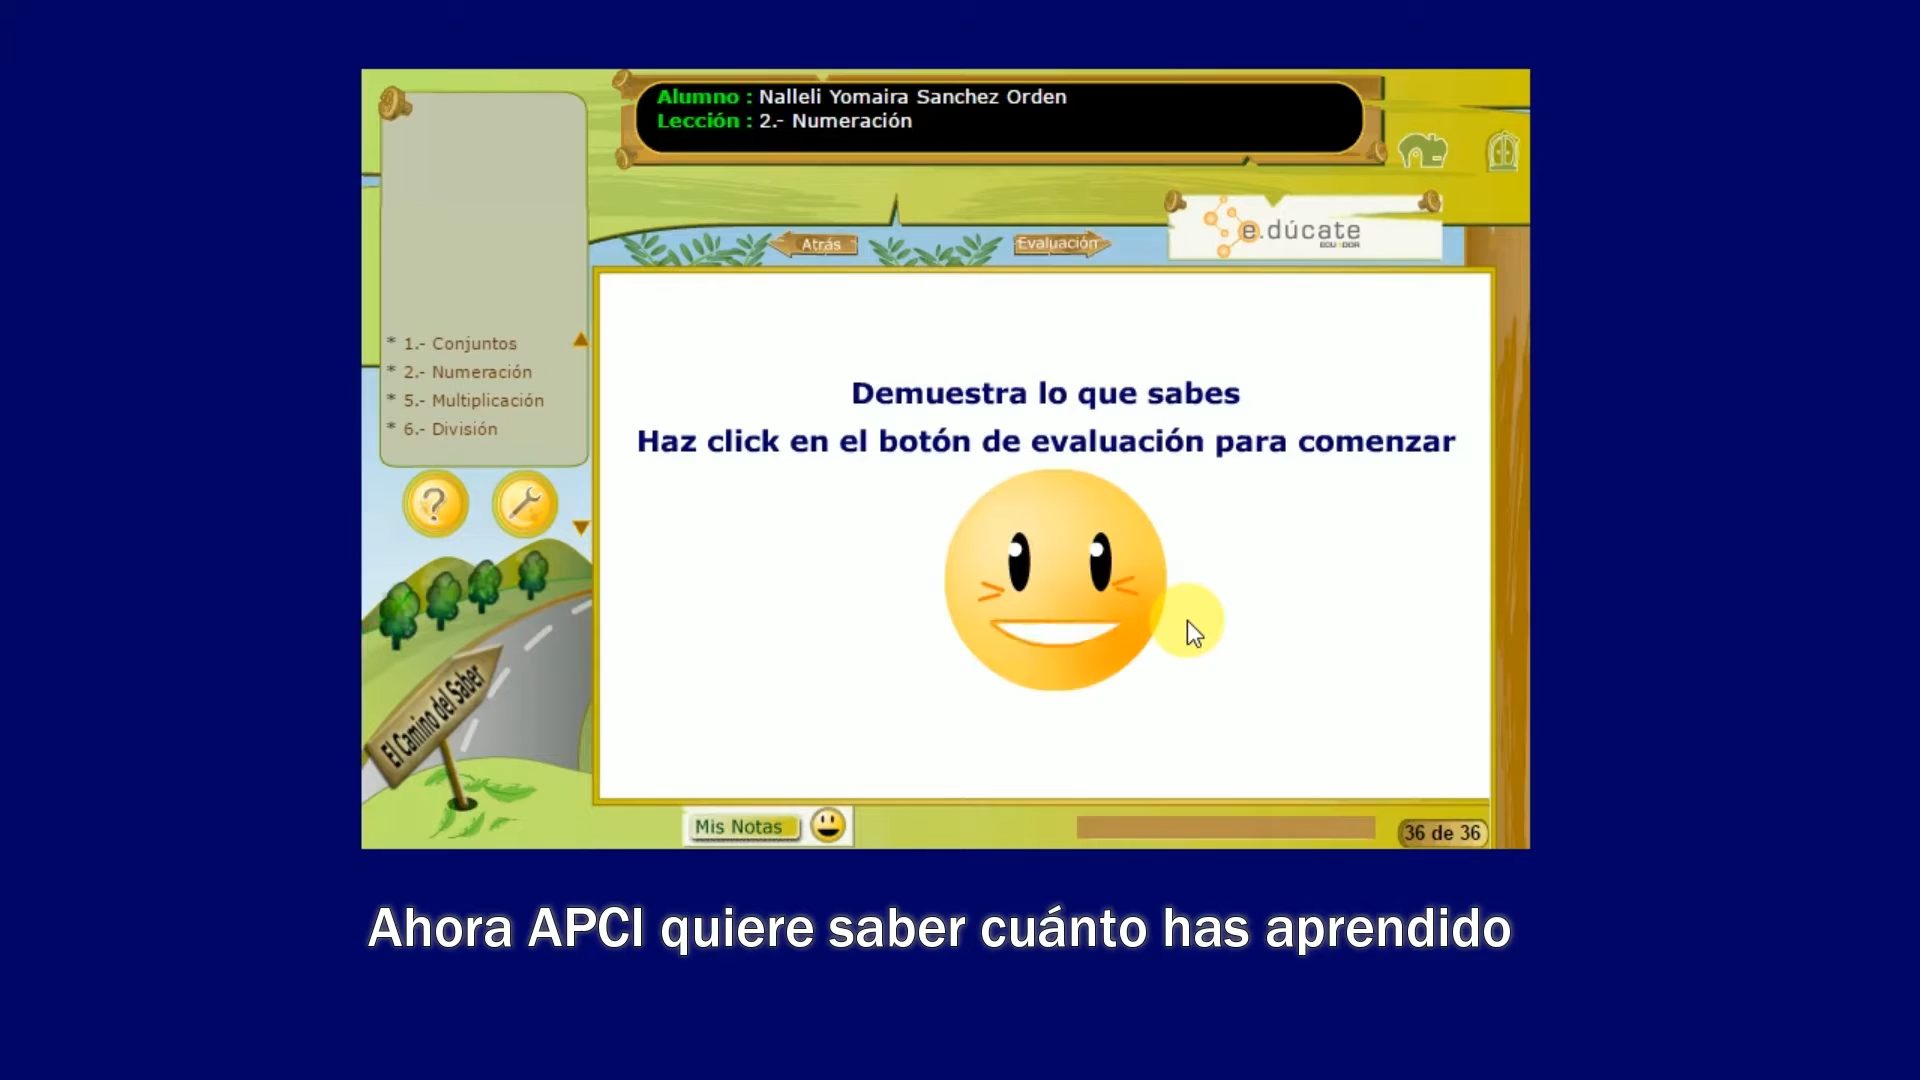 Alumno : Nalleli Yomaira Sanchez Orden
Lección : 2.- Numeración
Atrás
Evaluación
e.dúcate
ECUADOR
* 1.- Conjuntos
* 2.- Numeración
* 5.- Multiplicación
* 6.- División
Demuestra lo que sabes
Haz click en el botón de evaluación para comenzar
?
El Camino del Saber
Mis Notas
36 de 36
Ahora APCI quiere saber cuánto has aprendido